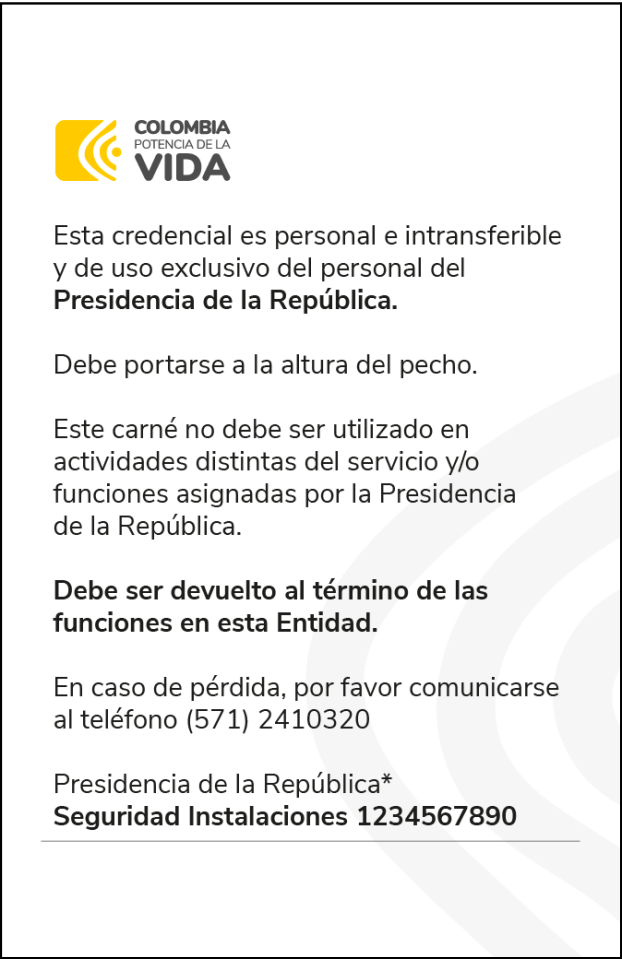 COLOMBIA
POTENCIA DE LA
VIDA
Esta credencial es personal e intransferible
y de uso exclusivo del personal del
Presidencia de la República.
Debe portarse a la altura del pecho.
Este carné no debe ser utilizado en
actividades distintas del servicio y/o
funciones asignadas por la Presidencia
de la República.
Debe ser devuelto al término de las
funciones en esta Entidad.
En caso de pérdida, por favor comunicarse
al teléfono (571) 2410320
Presidencia de la República*
Seguridad Instalaciones 1234567890